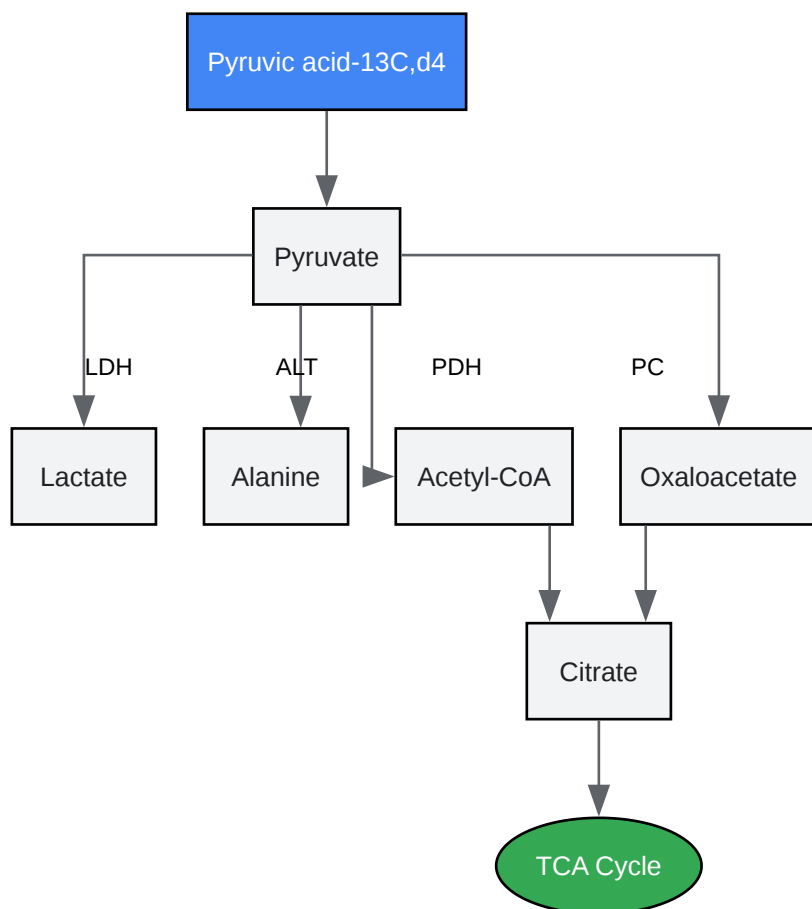 Pyruvic acid-13C,d4
Pyruvate
LDH
ALT
PDH
PC
Lactate
Alanine
Acetyl-CoA
Oxaloacetate
Citrate
TCA Cycle